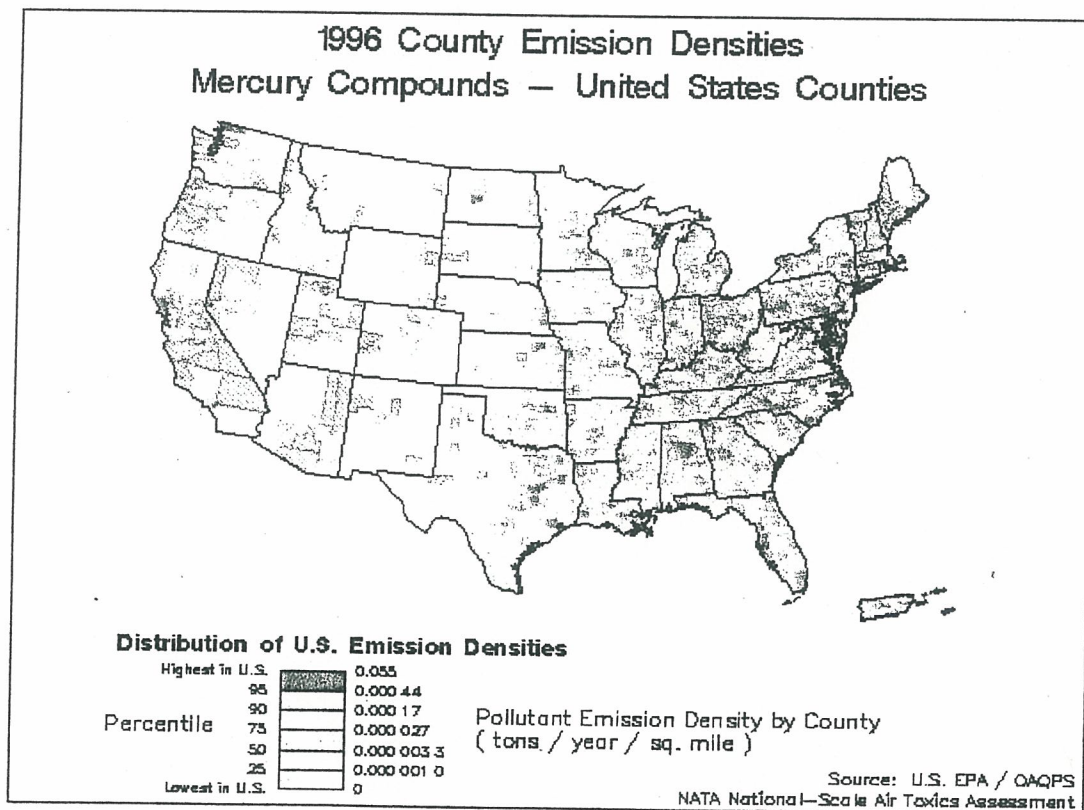 1996 County Emission Densities
Mercury Compounds — United States Counties
Distribution of U.S. Emission Densities
Highest in U.S. 0.055
95 0.000 44
90 0.000 17
Percentile 75 0.000 027
50 0.000 003 3
25 0.000 001 0
Lowest in U.S. 0
Pollutant Emission Density by County
( tons / year / sq. mile )
Source: U.S. EPA / OAQPS
NATA National—Scale Air Toxics Assessment